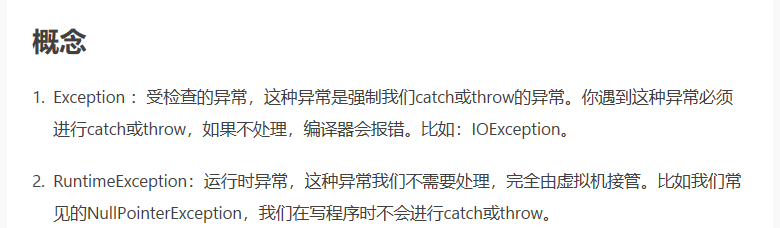 概念
1. Exception ：受检查的异常，这种异常是强制我们catch或throw的异常。你遇到这种异常必须
进行catch或throw，如果不处理，编译器会报错。比如：IOException。
2. RuntimeException：运行时异常，这种异常我们不需要处理，完全由虚拟机接管。比如我们常
见的NullPointerException，我们在写程序时不会进行catch或throw。